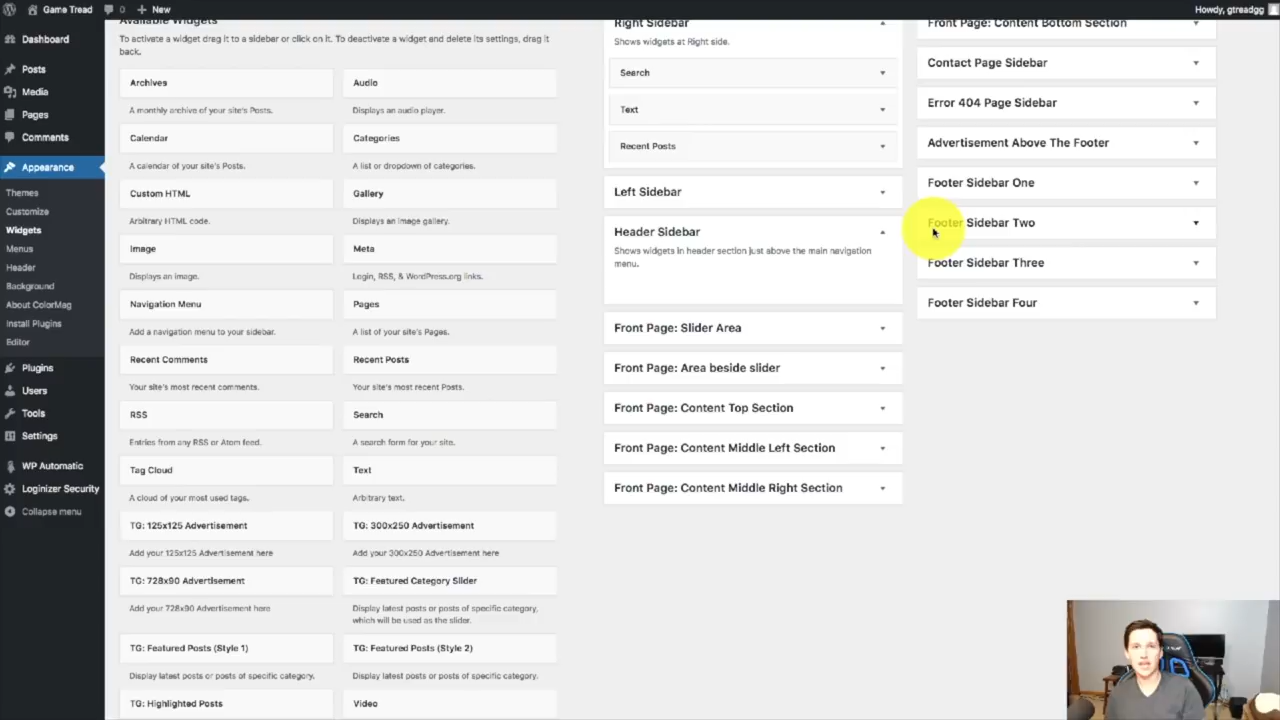 Game Tread
0
New
Howdy, gtreadgg
Dashboard
Posts
Media
Pages
Comments
Appearance
Themes
Customize
Widgets
Menus
Header
Background
About ColorMag
Install Plugins
Editor
Plugins
Users
Tools
Settings
WP Automatic
Loginizer Security
Collapse menu
Available Widgets
To activate a widget drag it to a sidebar or click on it. To deactivate a widget and delete its settings, drag it
back.
Archives
A monthly archive of your site's Posts.
Audio
Displays an audio player.
Calendar
A calendar of your site's Posts.
Categories
A list or dropdown of categories.
Custom HTML
Arbitrary HTML code.
Gallery
Displays an image gallery.
Image
Displays an image.
Meta
Login, RSS, & WordPress.org links.
Navigation Menu
Add a navigation menu to your sidebar.
Pages
A list of your site's Pages.
Recent Comments
Your site's most recent comments.
Recent Posts
Your site's most recent Posts.
RSS
Entries from any RSS or Atom feed.
Search
A search form for your site.
Tag Cloud
A cloud of your most used tags.
Text
Arbitrary text.
TG: 125x125 Advertisement
Add your 125x125 Advertisement here
TG: 300x250 Advertisement
Add your 300x250 Advertisement here
TG: 728x90 Advertisement
Add your 728x90 Advertisement here
TG: Featured Category Slider
Display latest posts or posts of specific category,
which will be used as the slider.
TG: Featured Posts (Style 1)
Display latest posts or posts of specific category.
TG: Featured Posts (Style 2)
Display latest posts or posts of specific category.
TG: Highlighted Posts
Video
Right Sidebar
Shows widgets at Right side.
Search
Text
Recent Posts
Left Sidebar
Header Sidebar
Shows widgets in header section just above the main navigation
menu.
Front Page: Slider Area
Front Page: Area beside slider
Front Page: Content Top Section
Front Page: Content Middle Left Section
Front Page: Content Middle Right Section
Front Page: Content Bottom Section
Contact Page Sidebar
Error 404 Page Sidebar
Advertisement Above The Footer
Footer Sidebar One
Footer Sidebar Two
Footer Sidebar Three
Footer Sidebar Four